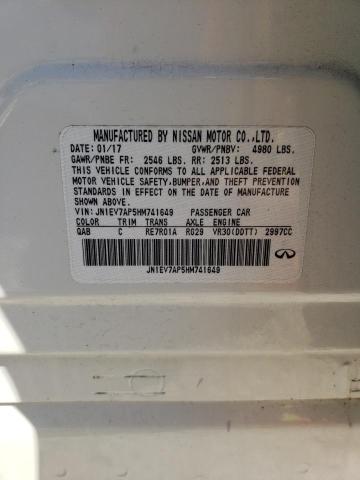 MANUFACTURED BY NISSAN MOTOR CO.,LTD.
DATE: 01/17 GVWR/PNBV: 4980 LBS.
GAWR/PNBE FR: 2546 LBS. RR: 2513 LBS.
THIS VEHICLE CONFORMS TO ALL APPLICABLE FEDERAL
MOTOR VEHICLE SAFETY,BUMPER,AND THEFT PREVENTION
STANDARDS IN EFFECT ON THE DATE OF MANUFACTURE
SHOWN ABOVE.
VIN: JN1EV7AP5HM741649 PASSENGER CAR
COLOR TRIM TRANS AXLE ENGINE
QAB C RE7R01A RG29 VR30(DDTT) 2997CC
JN1EV7AP5HM741649